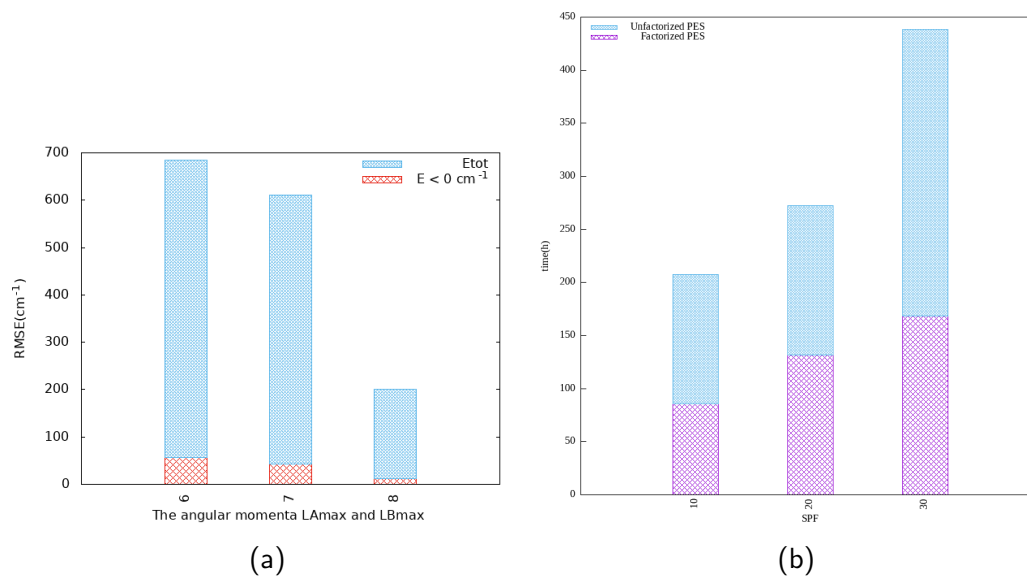 700
600
500
400
300
200
100
0
RMSE(cm-1)
Etot
E < 0 cm-1
6
7
8
The angular momenta LAmax and LBmax
(a)
450
400
350
300
250
200
150
100
50
0
time(h)
Unfactorized PES
Factorized PES
10
20
30
SPF
(b)